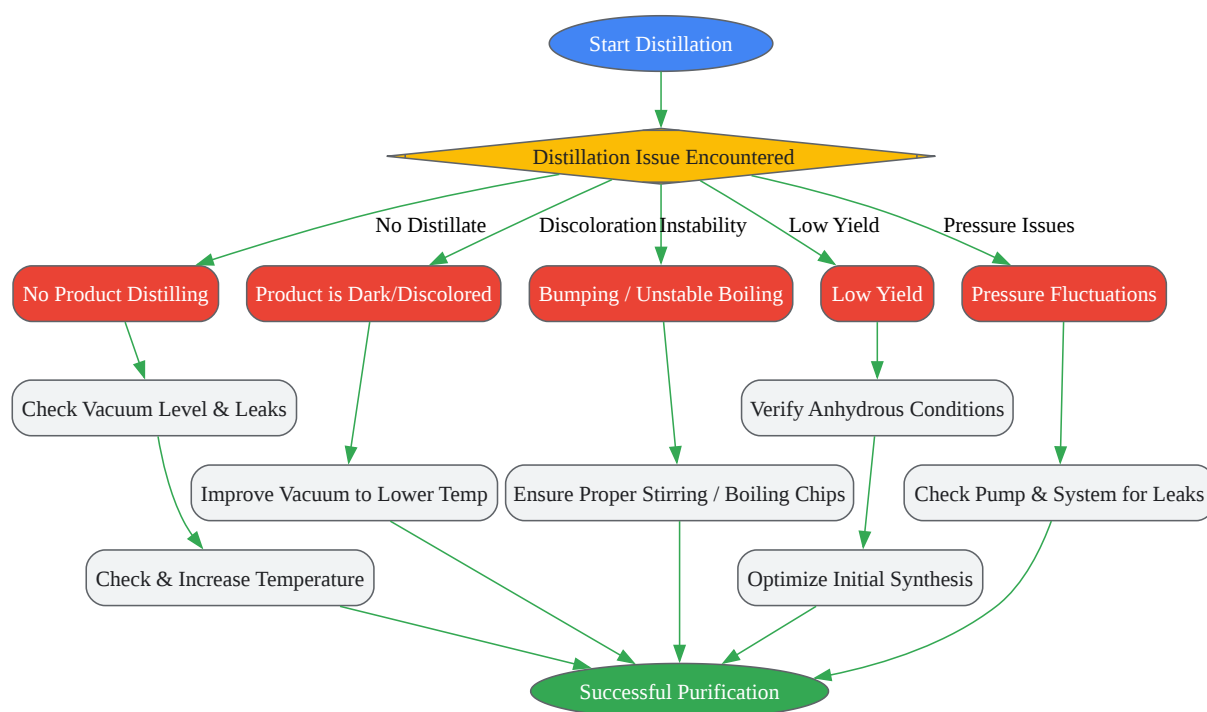 Start Distillation
Distillation Issue Encountered
No Distillate
Discoloration
Instability
Low Yield
Pressure Issues
No Product Distilling
Product is Dark/Discolored
Bumping / Unstable Boiling
Low Yield
Pressure Fluctuations
Check Vacuum Level & Leaks
Verify Anhydrous Conditions
Improve Vacuum to Lower Temp
Ensure Proper Stirring / Boiling Chips
Check Pump & System for Leaks
Check & Increase Temperature
Optimize Initial Synthesis
Successful Purification